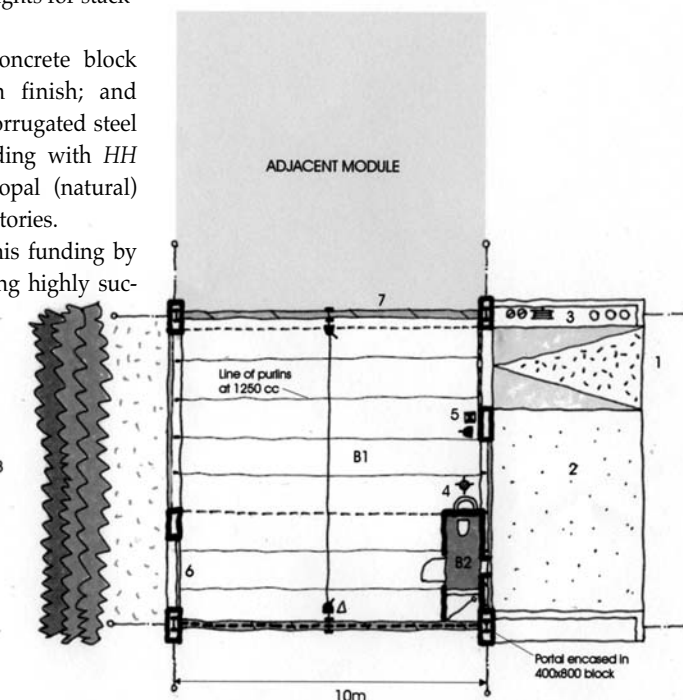 ghts for stack
oncrete block
n finish; and
orrugated steel
ding with HH
opal (natural)
tories.
his funding by
ng highly suc-
ADJACENT MODULE
7
3
1
Line of purlins
at 1250 cc
5
B1
2
4
B2
6
Δ
Portal encased in
400x800 block
10m